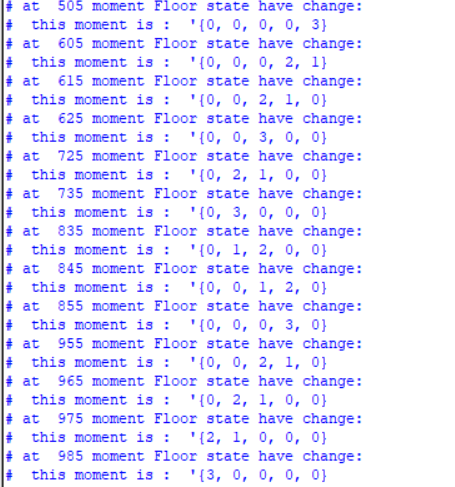 # at  505 moment Floor state have change:
#  this moment is :  '{0, 0, 0, 0, 3}
# at  605 moment Floor state have change:
#  this moment is :  '{0, 0, 0, 2, 1}
# at  615 moment Floor state have change:
#  this moment is :  '{0, 0, 2, 1, 0}
# at  625 moment Floor state have change:
#  this moment is :  '{0, 0, 3, 0, 0}
# at  725 moment Floor state have change:
#  this moment is :  '{0, 2, 1, 0, 0}
# at  735 moment Floor state have change:
#  this moment is :  '{0, 3, 0, 0, 0}
# at  835 moment Floor state have change:
#  this moment is :  '{0, 1, 2, 0, 0}
# at  845 moment Floor state have change:
#  this moment is :  '{0, 0, 1, 2, 0}
# at  855 moment Floor state have change:
#  this moment is :  '{0, 0, 0, 3, 0}
# at  955 moment Floor state have change:
#  this moment is :  '{0, 0, 2, 1, 0}
# at  965 moment Floor state have change:
#  this moment is :  '{0, 2, 1, 0, 0}
# at  975 moment Floor state have change:
#  this moment is :  '{2, 1, 0, 0, 0}
# at  985 moment Floor state have change:
#  this moment is :  '{3, 0, 0, 0, 0}